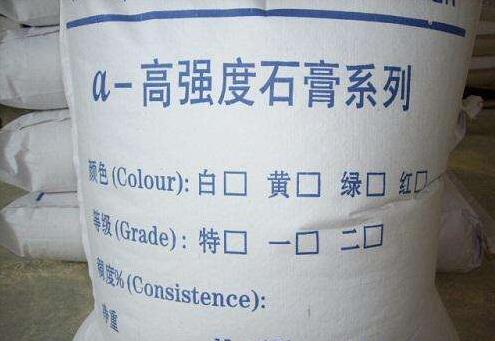 α-高强度石膏系列
颜色(Colour): 白□ 黄□ 绿□ 红□
等级(Grade): 特□ 一□ 二□
稠度%(Consistence):
净重